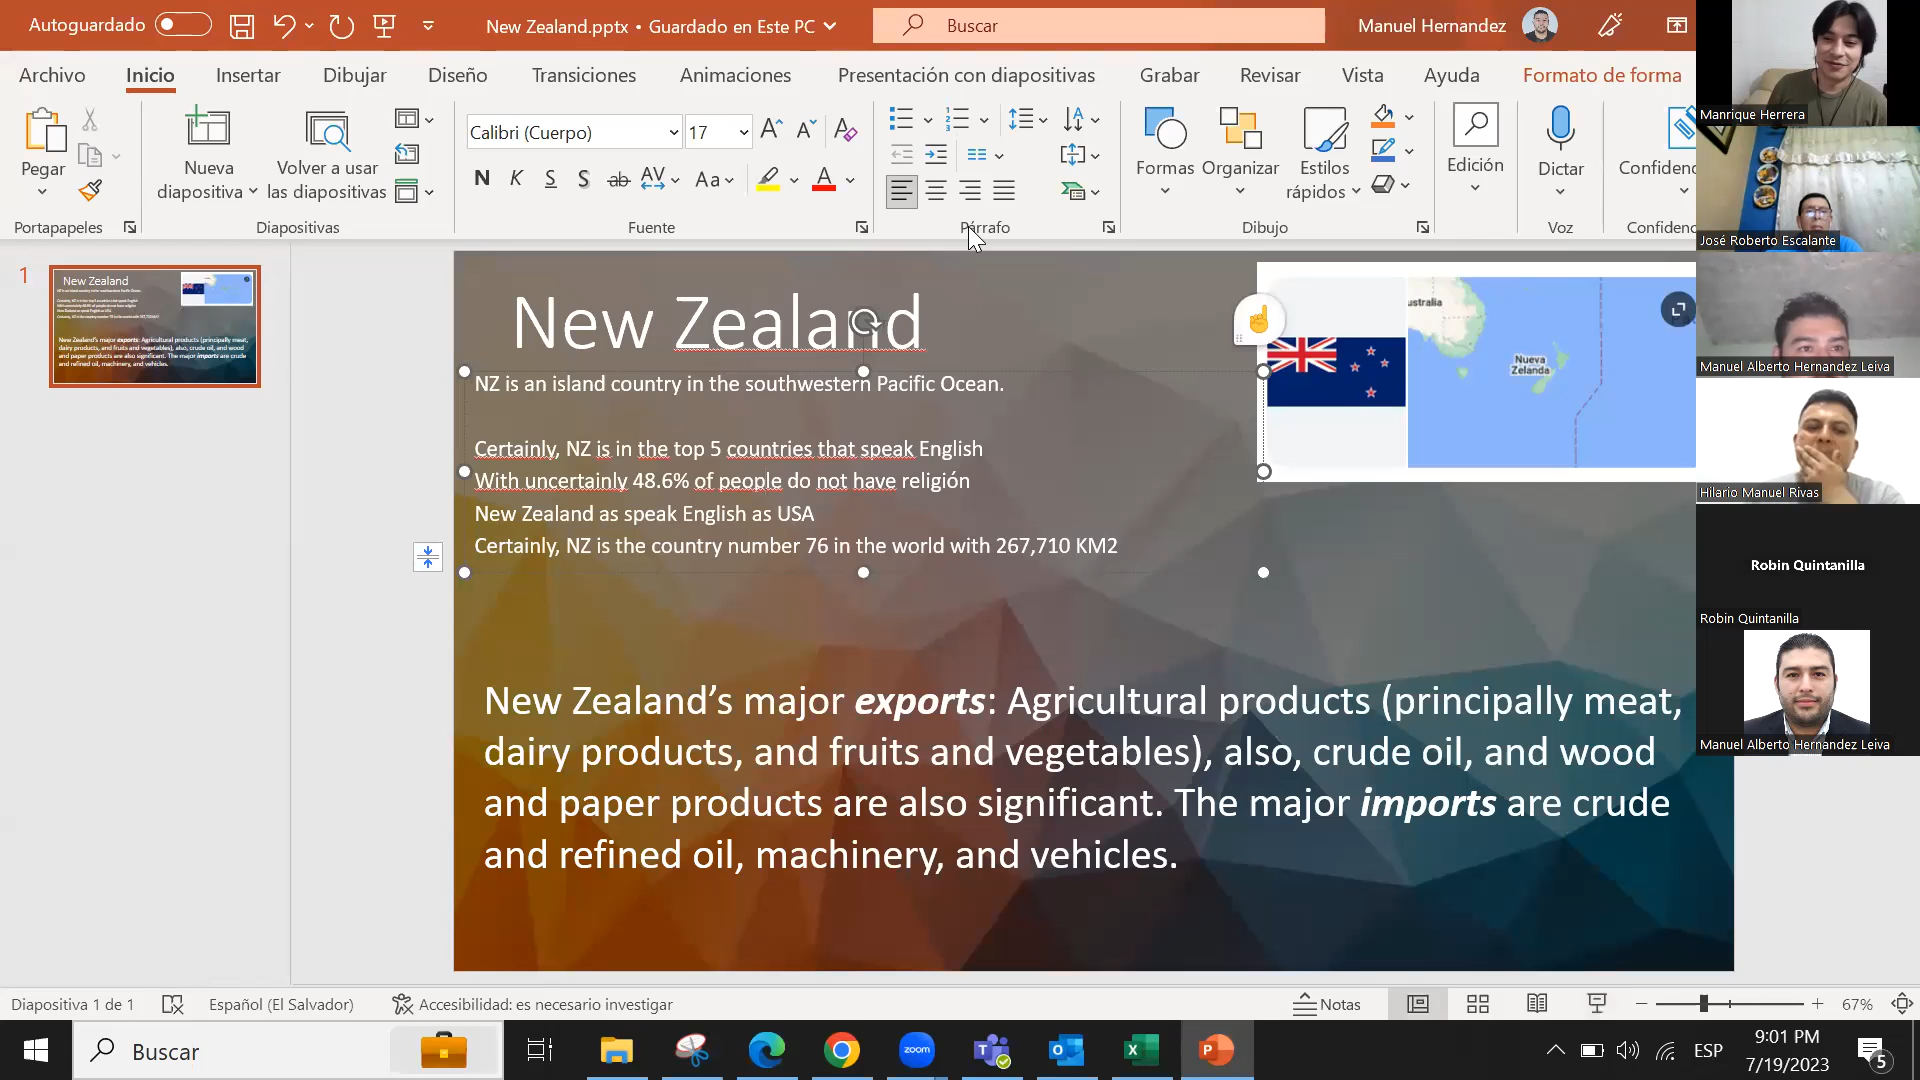 Autoguardado
New Zealand.pptx • Guardado en Este PC
Buscar
Manuel Hernandez
Archivo Inicio Insertar Dibujar Diseño Transiciones Animaciones Presentación con diapositivas Grabar Revisar Vista Ayuda Formato de forma
Pegar
Nueva diapositiva
Volver a usar las diapositivas
Calibri (Cuerpo) 17
N K S S ab AV Aa A
Formas
Organizar
Estilos rápidos
Edición
Dictar
Confidenc
Portapapeles Diapositivas Fuente Párrafo Dibujo Voz Confidenc
1
New Zealand
NZ is an island country in the southwestern Pacific Ocean.
Certainly, NZ is in the top 5 countries that speak English
With uncertainly 48.6% of people do not have religión
New Zealand as speak English as USA
Certainly, NZ is the country number 76 in the world with 267,710 KM2
ustralia
Nueva
Zelanda
New Zealand’s major exports: Agricultural products (principally meat,
dairy products, and fruits and vegetables), also, crude oil, and wood
and paper products are also significant. The major imports are crude
and refined oil, machinery, and vehicles.
Manrique Herrera
José Roberto Escalante
Manuel Alberto Hernandez Leiva
Hilario Manuel Rivas
Robin Quintanilla
Robin Quintanilla
Manuel Alberto Hernandez Leiva
Diapositiva 1 de 1
Español (El Salvador)
Accesibilidad: es necesario investigar
Notas
67%
Buscar
zoom
ESP
9:01 PM
7/19/2023
5